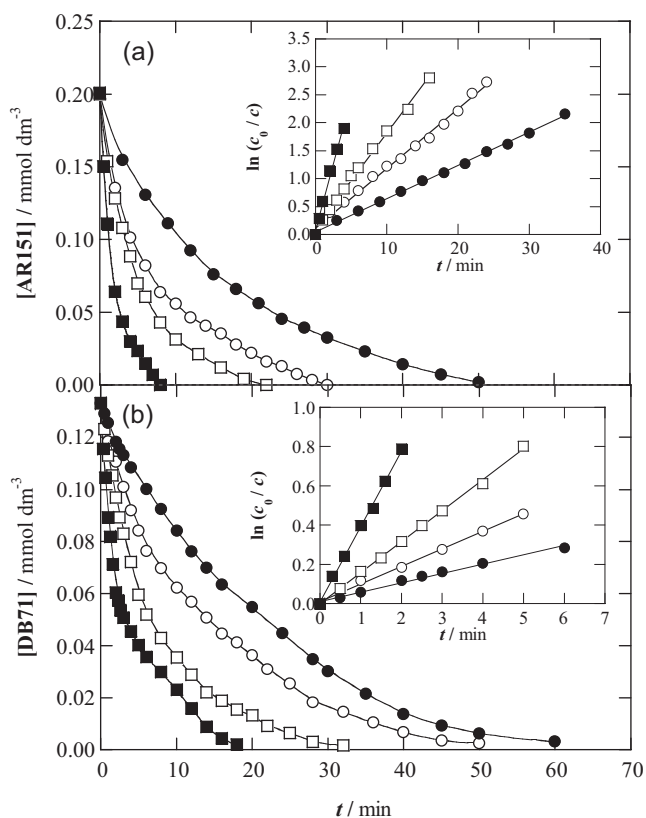 (a)
[AR151] / mmol dm-3
0.25
0.20
0.15
0.10
0.05
0.00
ln (c0 / c)
3.5
3.0
2.5
2.0
1.5
1.0
0.5
0.0
0 10 20 30 40
t / min
(b)
[DB71] / mmol dm-3
0.12
0.10
0.08
0.06
0.04
0.02
0.00
ln (c0 / c)
1.0
0.8
0.6
0.4
0.2
0.0
0 1 2 3 4 5 6 7
t / min
0 10 20 30 40 50 60 70
t / min